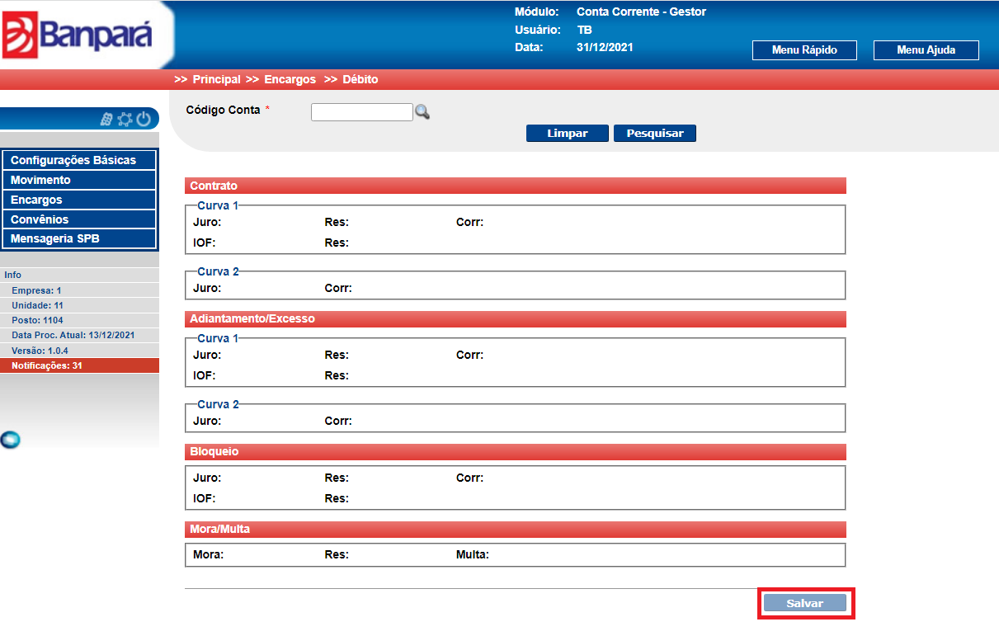 Banpará
Módulo: Conta Corrente - Gestor
Usuário: TB
Data: 31/12/2021
Menu Rápido Menu Ajuda
>> Principal >> Encargos >> Débito
Código Conta *
Limpar Pesquisar
Configurações Básicas
Movimento
Encargos
Convênios
Mensageria SPB
Info
Empresa: 1
Unidade: 11
Posto: 1104
Data Proc. Atual: 13/12/2021
Versão: 1.0.4
Notificações: 31
Contrato
Curva 1
Juro: Res: Corr:
IOF: Res:
Curva 2
Juro: Corr:
Adiantamento/Excesso
Curva 1
Juro: Res: Corr:
IOF: Res:
Curva 2
Juro: Corr:
Bloqueio
Juro: Res: Corr:
IOF: Res:
Mora/Multa
Mora: Res: Multa:
Salvar